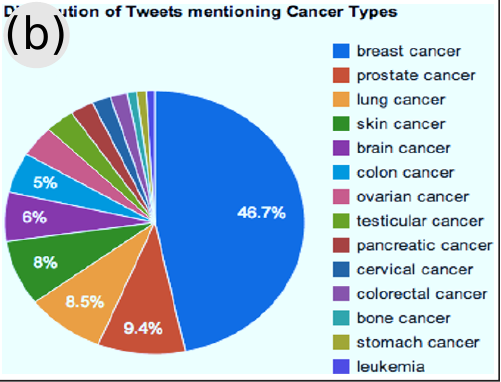 (b)
of Tweets mentioning Cancer Types
breast cancer
prostate cancer
lung cancer
skin cancer
brain cancer
colon cancer
ovarian cancer
testicular cancer
pancreatic cancer
cervical cancer
colorectal cancer
bone cancer
stomach cancer
leukemia
46.7%
9.4%
8.5%
8%
6%
5%